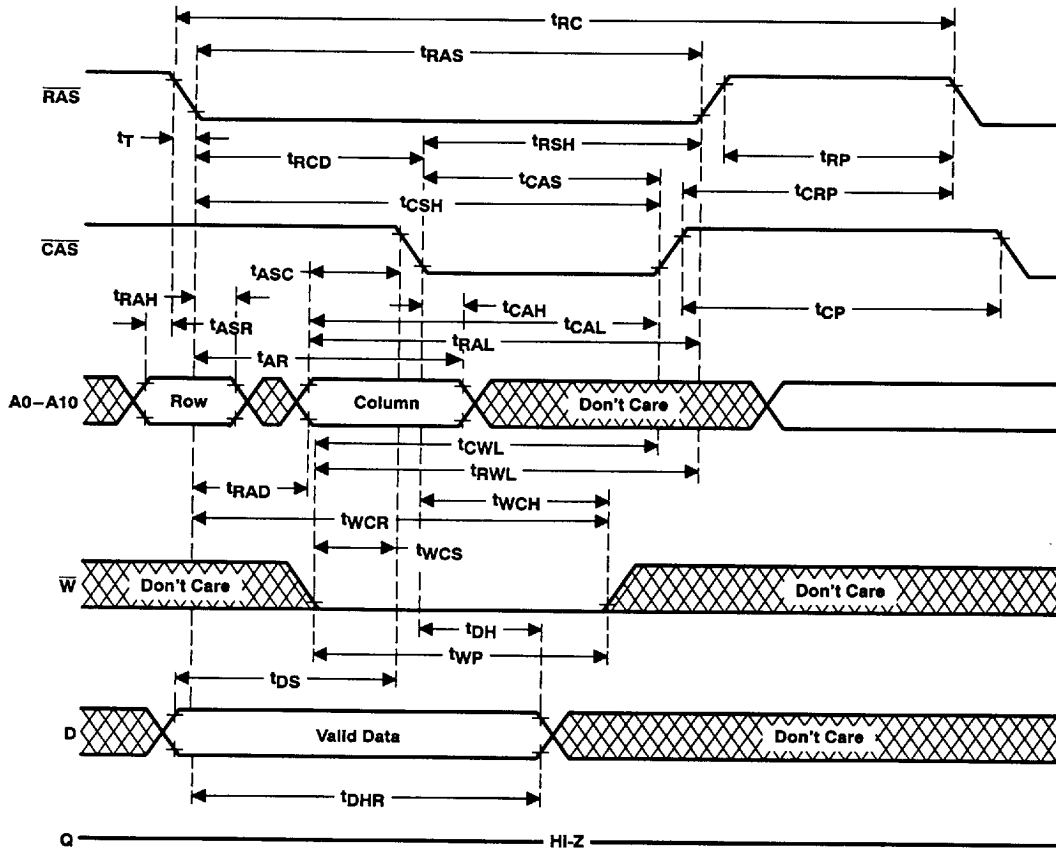 tRC
tRAS
RAS
tT
tRCD
tRSH
tRP
tCAS
tCRP
tCSH
CAS
tASC
tRAH
tCAH
tCP
tASR
tCAL
tRAL
tAR
A0–A10
Row
Column
Don't Care
tCWL
tRWL
tRAD
tWCH
tWCR
tWCS
W
Don't Care
Don't Care
tDH
tWP
tDS
D
Valid Data
Don't Care
tDHR
Q
HI-Z